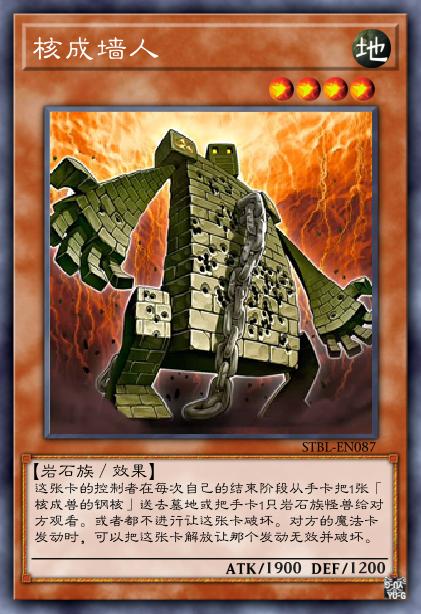 核成墙人
地
STBL-EN087
【岩石族 / 效果】
这张卡的控制者在每次自己的结束阶段从手卡把1张「
核成兽的钢核」送去墓地或把手卡1只岩石族怪兽给对
方观看。或者都不进行让这张卡破坏。对方的魔法卡
发动时，可以把这张卡解放让那个发动无效并破坏。
ATK/1900 DEF/1200